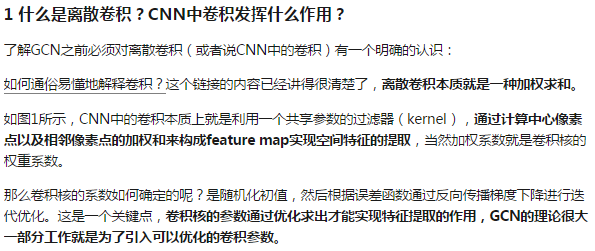 1 什么是离散卷积？CNN中卷积发挥什么作用？
了解GCN之前必须对离散卷积（或者说CNN中的卷积）有一个明确的认识：
如何通俗易懂地解释卷积？这个链接的内容已经讲得很清楚了，离散卷积本质就是一种加权求和。
如图1所示，CNN中的卷积本质上就是利用一个共享参数的过滤器（kernel），通过计算中心像素
点以及相邻像素点的加权和来构成feature map实现空间特征的提取，当然加权系数就是卷积核的
权重系数。
那么卷积核的系数如何确定的呢？是随机化初值，然后根据误差函数通过反向传播梯度下降进行迭
代优化。这是一个关键点，卷积核的参数通过优化求出才能实现特征提取的作用，GCN的理论很大
一部分工作就是为了引入可以优化的卷积参数。